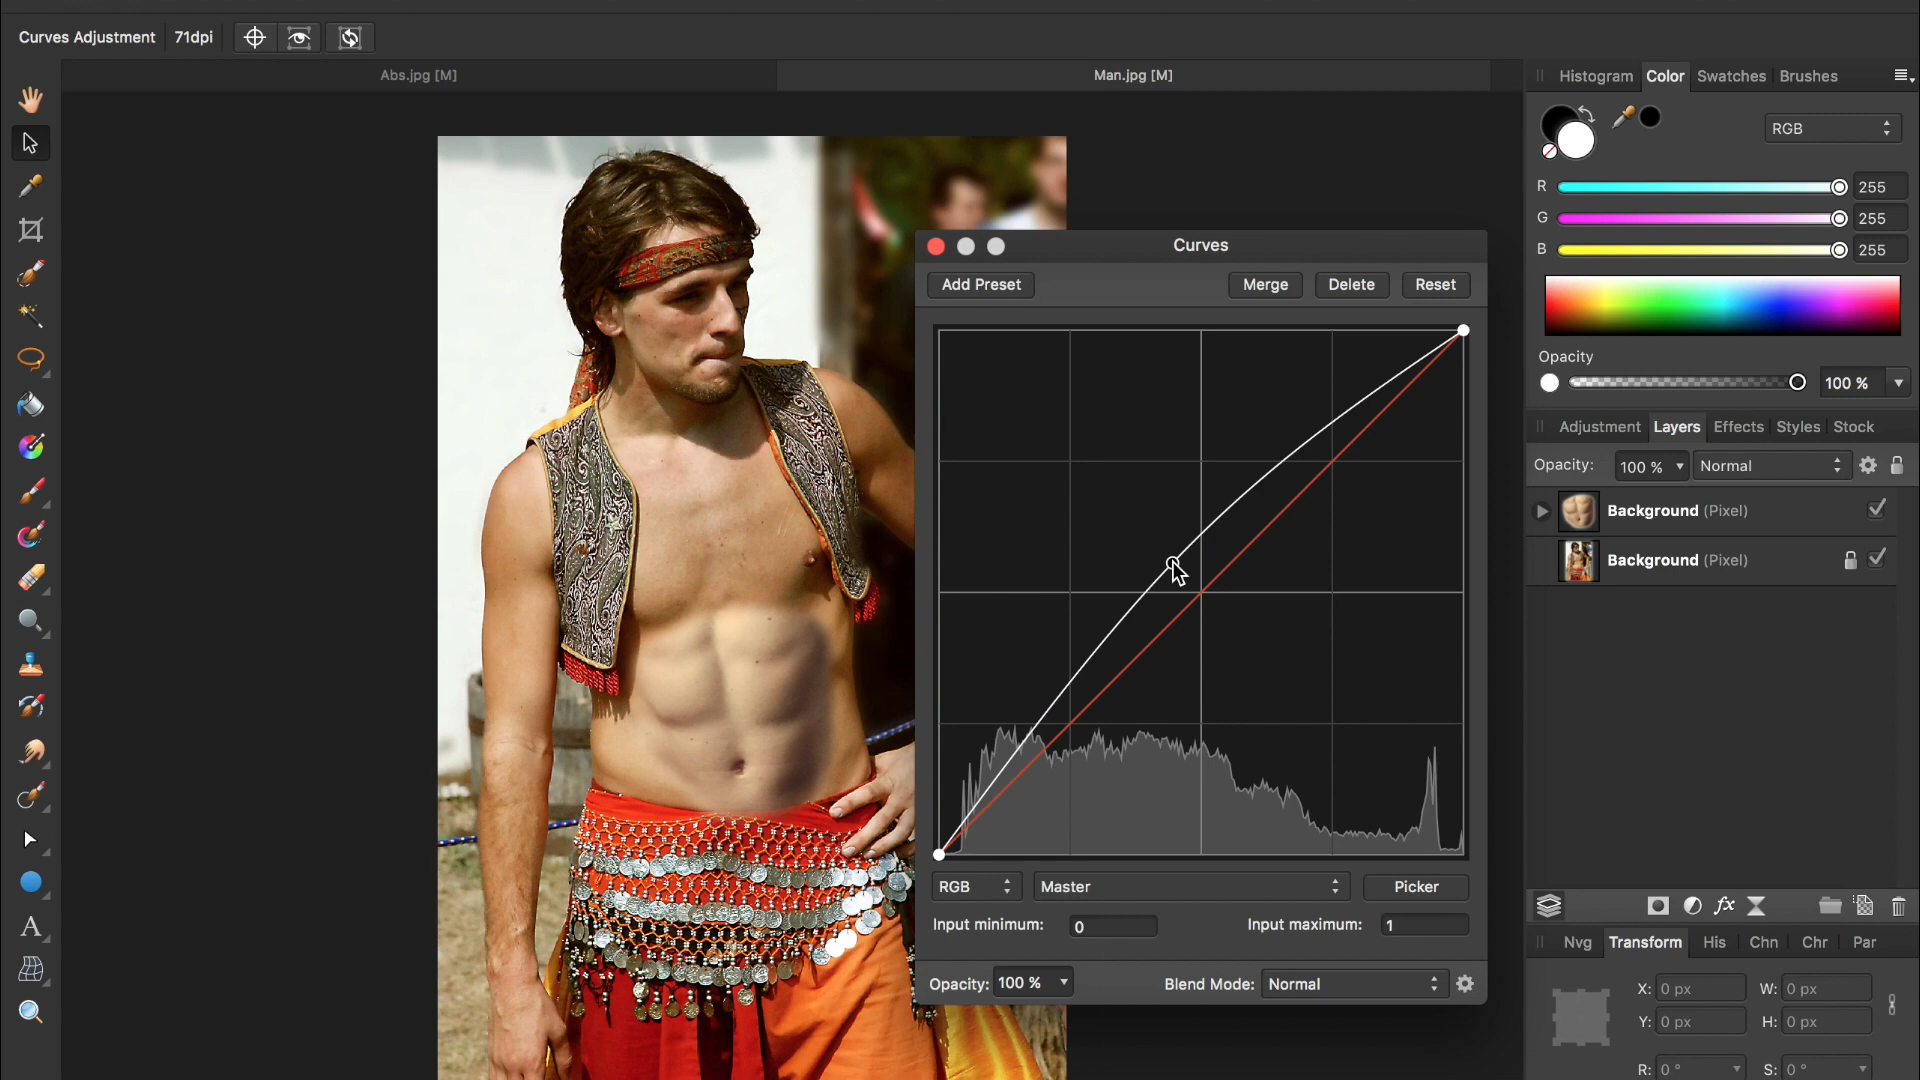 Curves Adjustment 71dpi
Abs.jpg [M] Man.jpg [M]
Histogram Color Swatches Brushes
RGB
R 255
G 255
B 255
Opacity
100 %
Adjustment Layers Effects Styles Stock
Opacity: 100 % Normal
Background (Pixel)
Background (Pixel)
fx
Nvg Transform His Chn Chr Par
X: 0 px W: 0 px
Y: 0 px H: 0 px
R: 0 ° S: 0 °
Curves
Add Preset Merge Delete Reset
RGB Master Picker
Input minimum: 0 Input maximum: 1
Opacity: 100 % Blend Mode: Normal
A